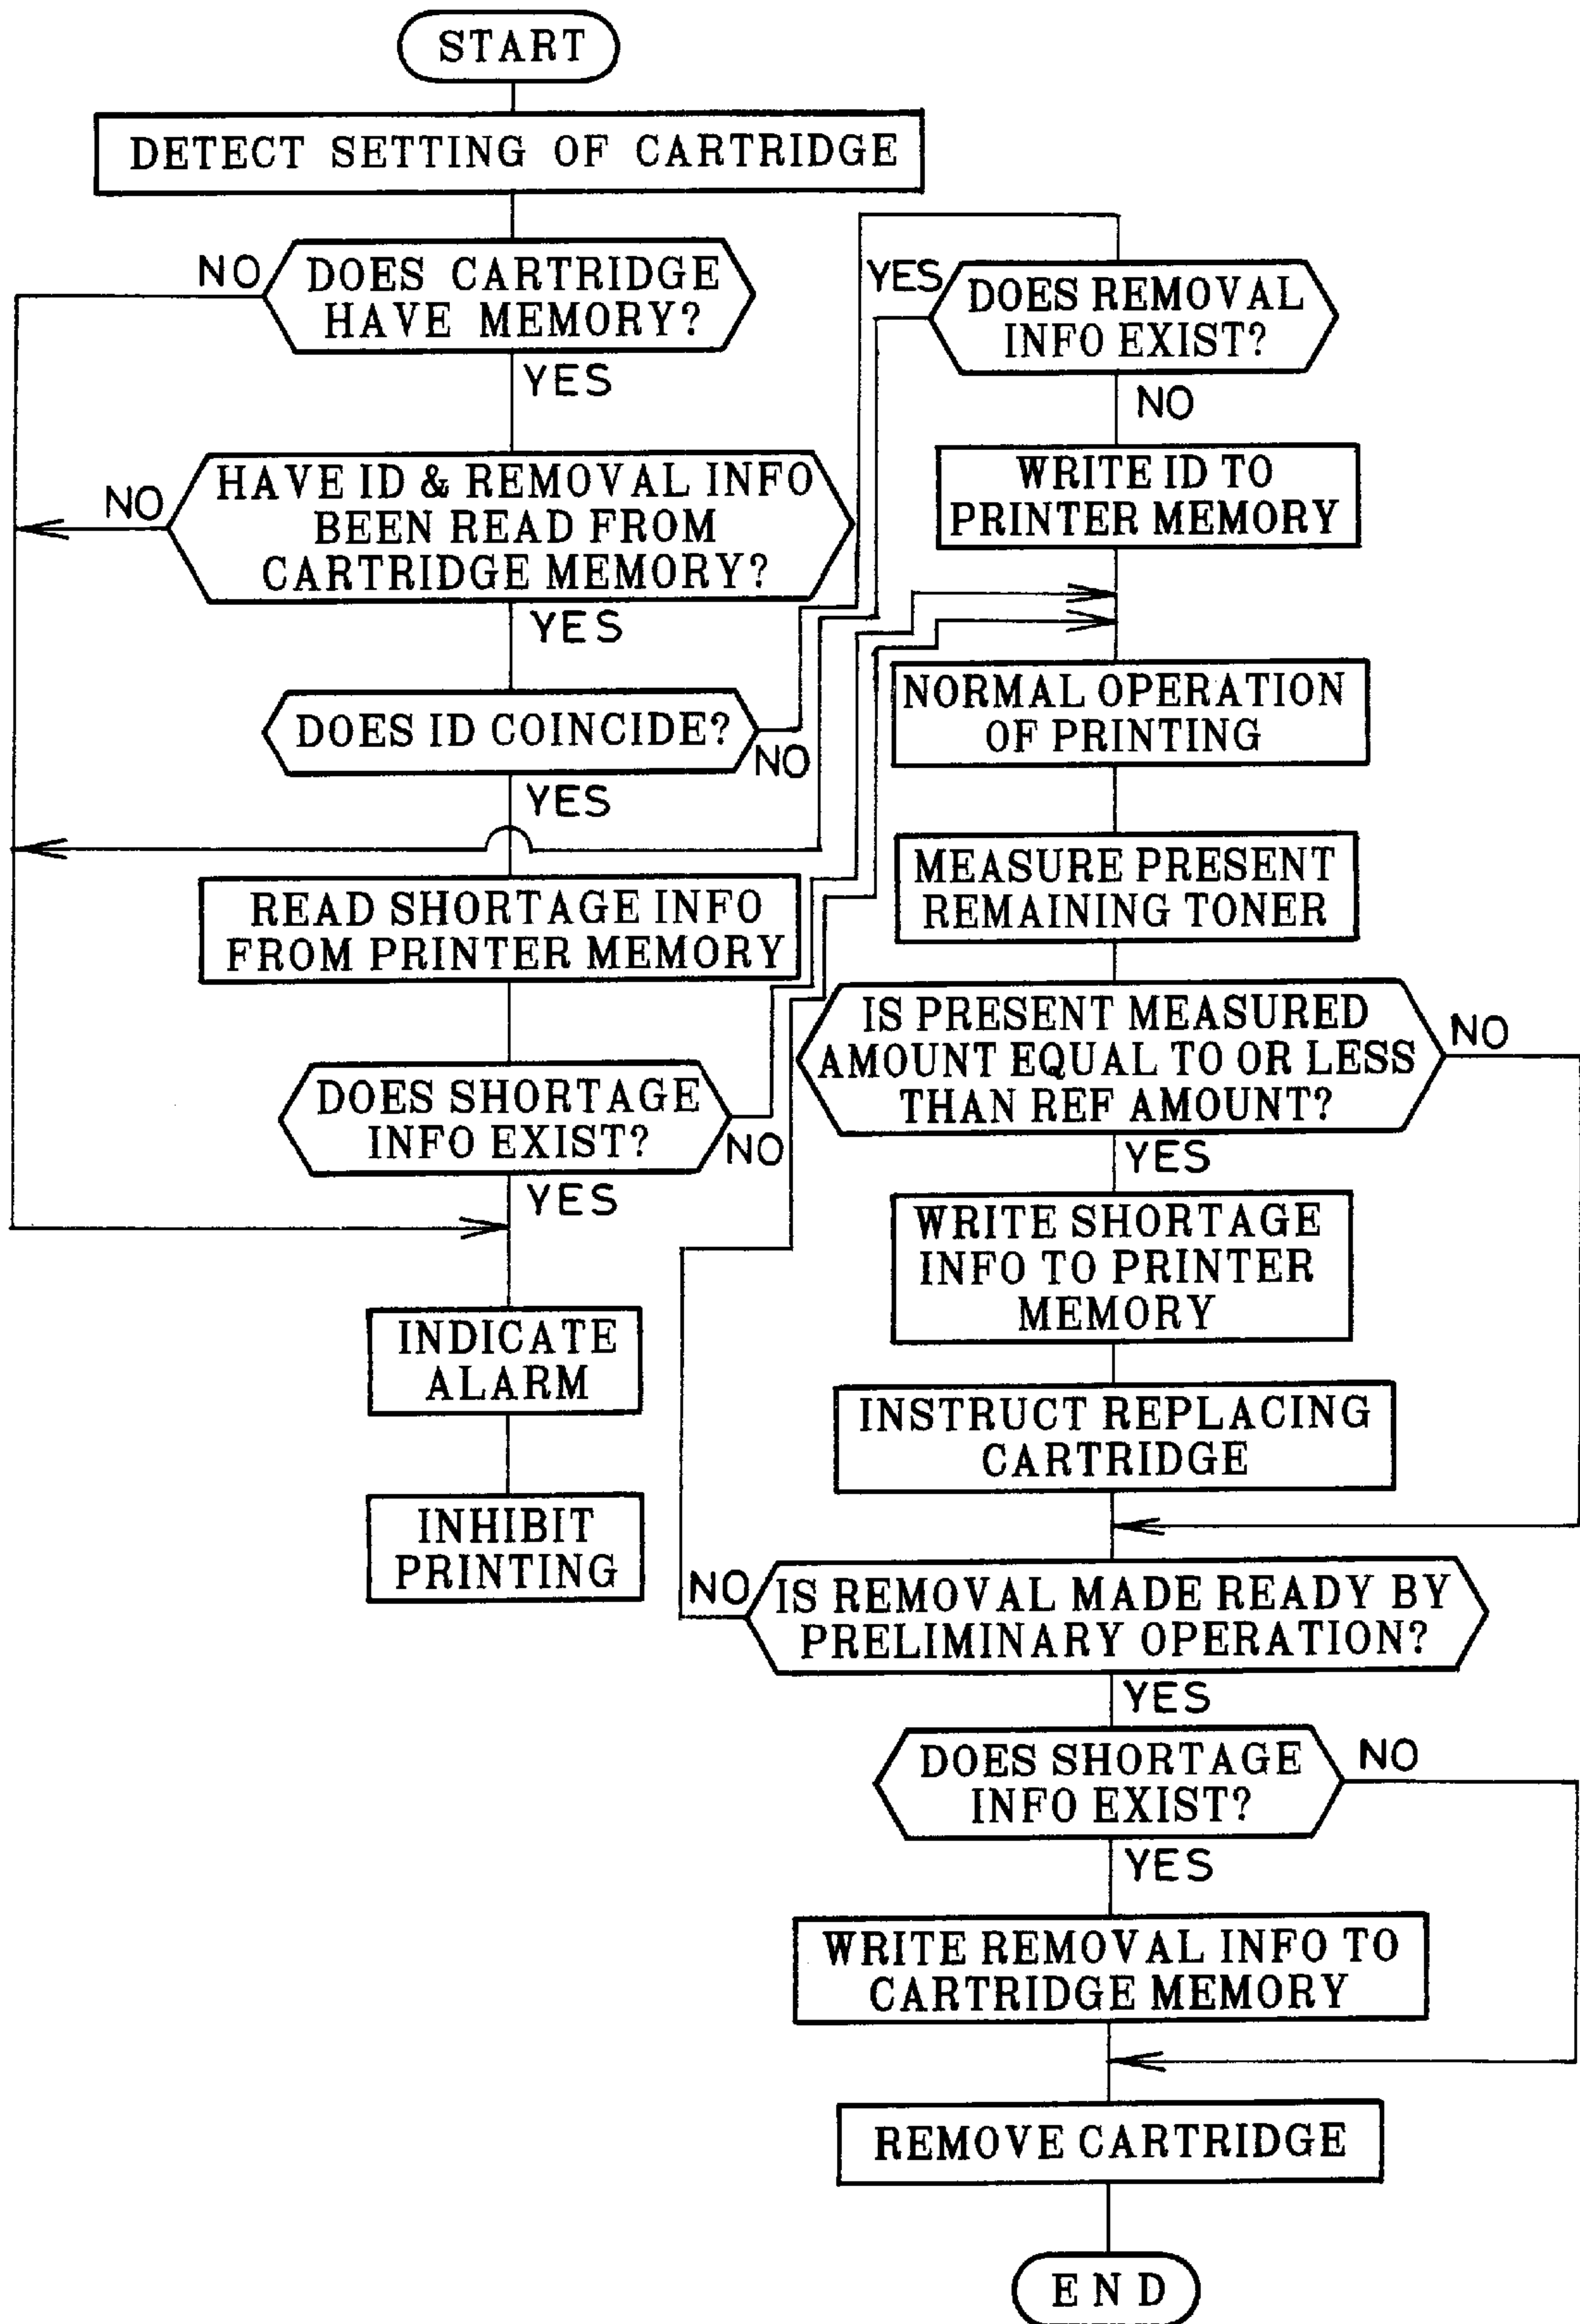 START
DETECT SETTING OF CARTRIDGE
NO
DOES CARTRIDGE
HAVE MEMORY?
YES
NO
HAVE ID & REMOVAL INFO
BEEN READ FROM
CARTRIDGE MEMORY?
YES
DOES ID COINCIDE?
NO
YES
READ SHORTAGE INFO
FROM PRINTER MEMORY
DOES SHORTAGE
INFO EXIST?
NO
YES
INDICATE
ALARM
INHIBIT
PRINTING
YES
DOES REMOVAL
INFO EXIST?
NO
WRITE ID TO
PRINTER MEMORY
NORMAL OPERATION
OF PRINTING
MEASURE PRESENT
REMAINING TONER
IS PRESENT MEASURED
AMOUNT EQUAL TO OR LESS
THAN REF AMOUNT?
NO
YES
WRITE SHORTAGE
INFO TO PRINTER
MEMORY
INSTRUCT REPLACING
CARTRIDGE
NO
IS REMOVAL MADE READY BY
PRELIMINARY OPERATION?
YES
DOES SHORTAGE
INFO EXIST?
NO
YES
WRITE REMOVAL INFO TO
CARTRIDGE MEMORY
REMOVE CARTRIDGE
END